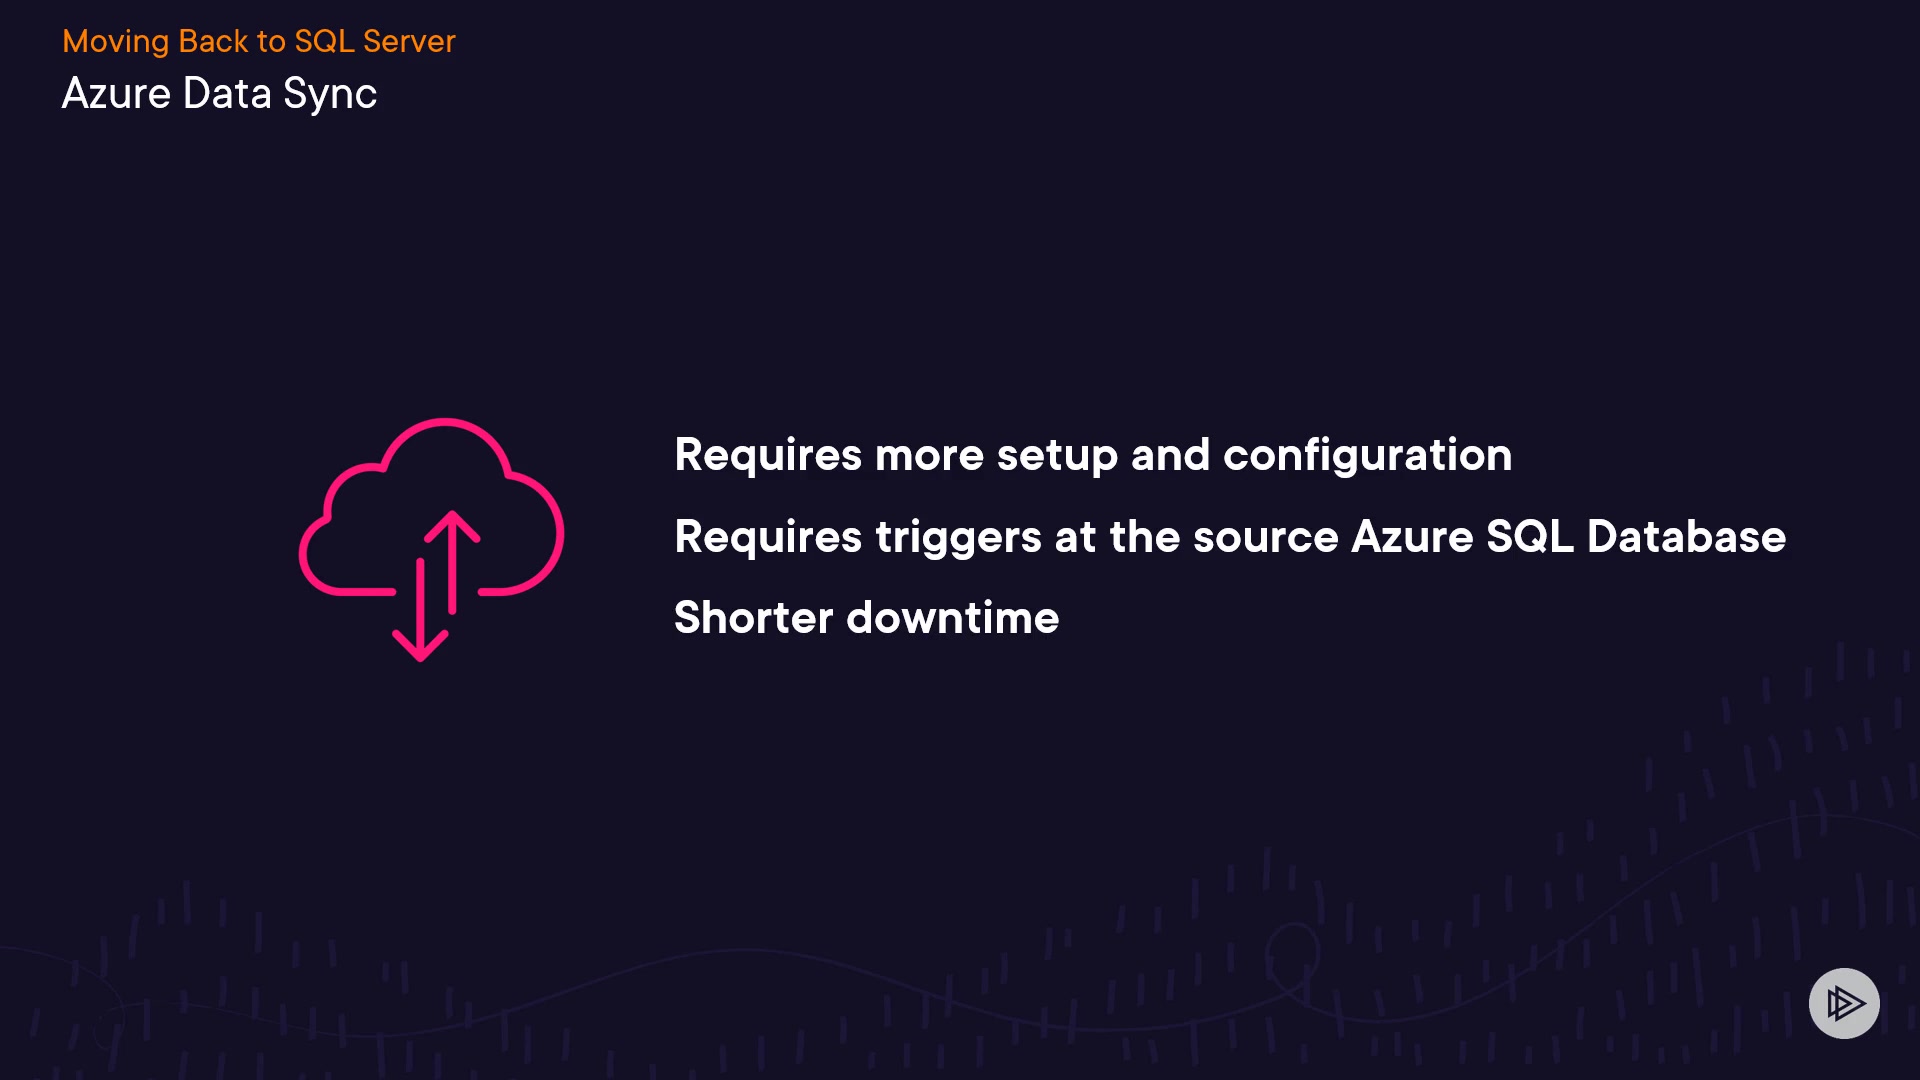 Moving Back to SQL Server
Azure Data Sync
Requires more setup and configuration
Requires triggers at the source Azure SQL Database
Shorter downtime